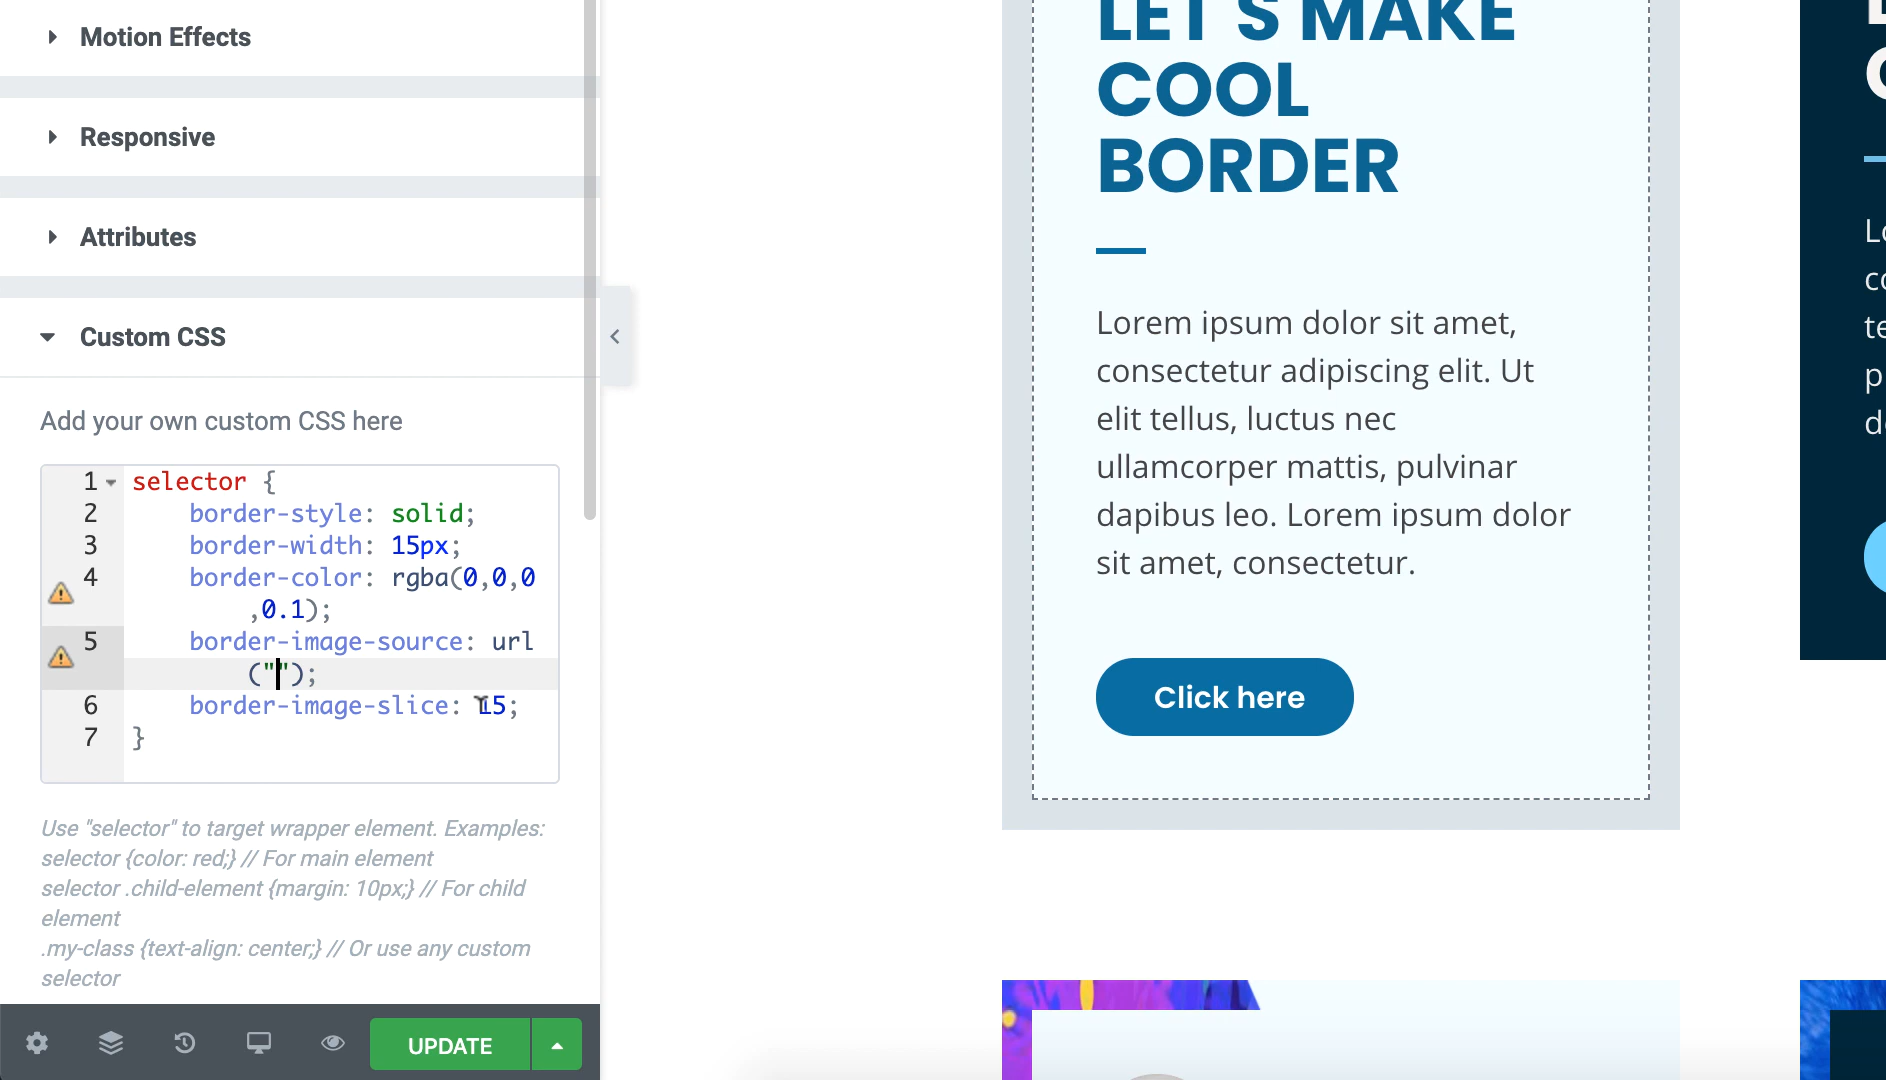 Motion Effects
Responsive
Attributes
Custom CSS
Add your own custom CSS here
1 selector {
2 border-style: solid;
3 border-width: 15px;
4 border-color: rgba(0,0,0
,0.1);
5 border-image-source: url
("");
6 border-image-slice: 15;
7 }
Use "selector" to target wrapper element. Examples:
selector {color: red;} // For main element
selector .child-element {margin: 10px;} // For child
element
.my-class {text-align: center;} // Or use any custom
selector
UPDATE
LET'S MAKE
COOL
BORDER
Lorem ipsum dolor sit amet,
consectetur adipiscing elit. Ut
elit tellus, luctus nec
ullamcorper mattis, pulvinar
dapibus leo. Lorem ipsum dolor
sit amet, consectetur.
Click here